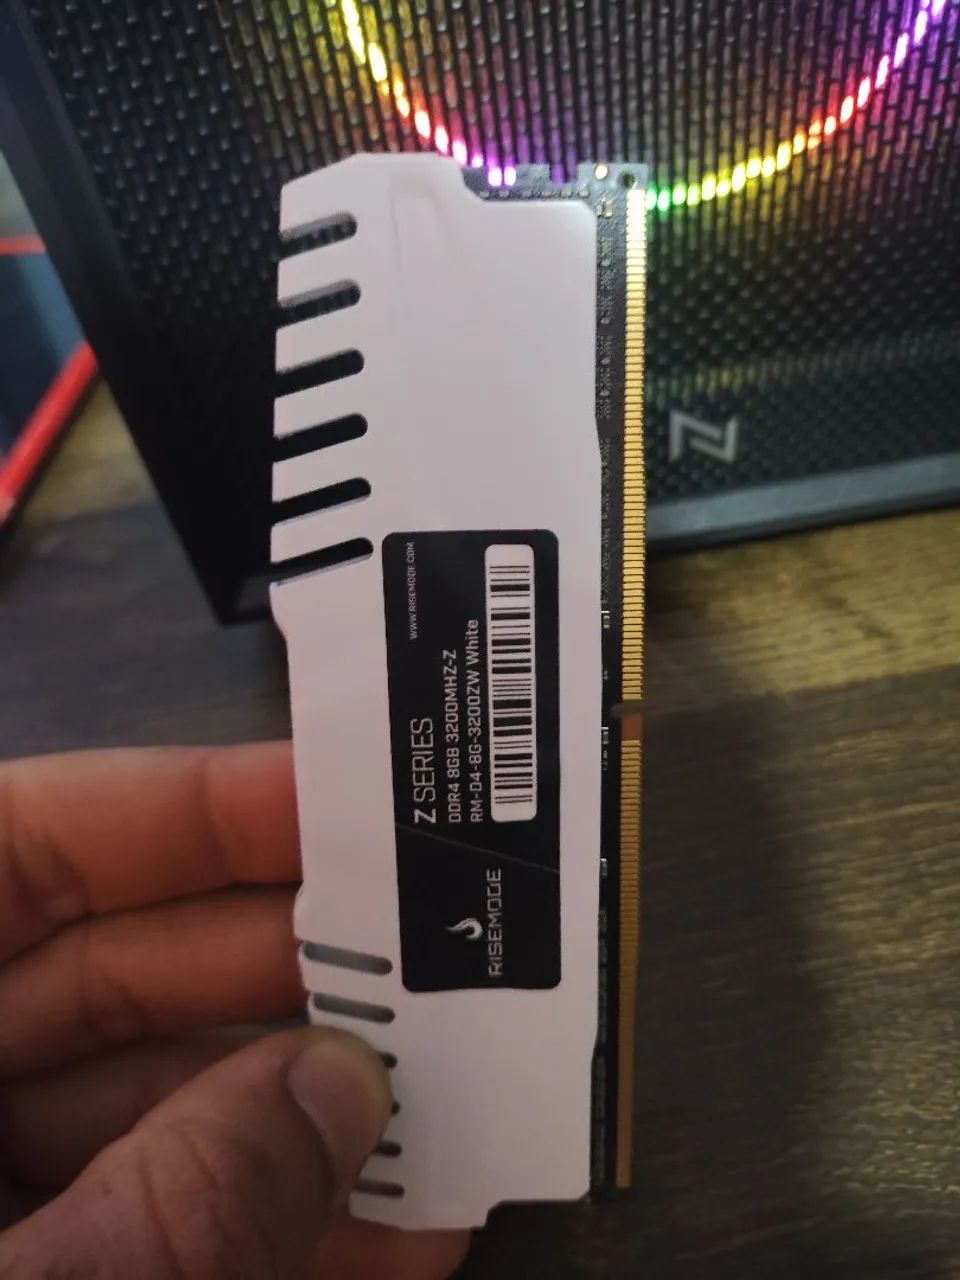 WWW.RISEMODE.COM
Z SERIES
DDR4 8GB 3200MHZ-Z
RM-D4-8G-3200ZW White
RISEMODE